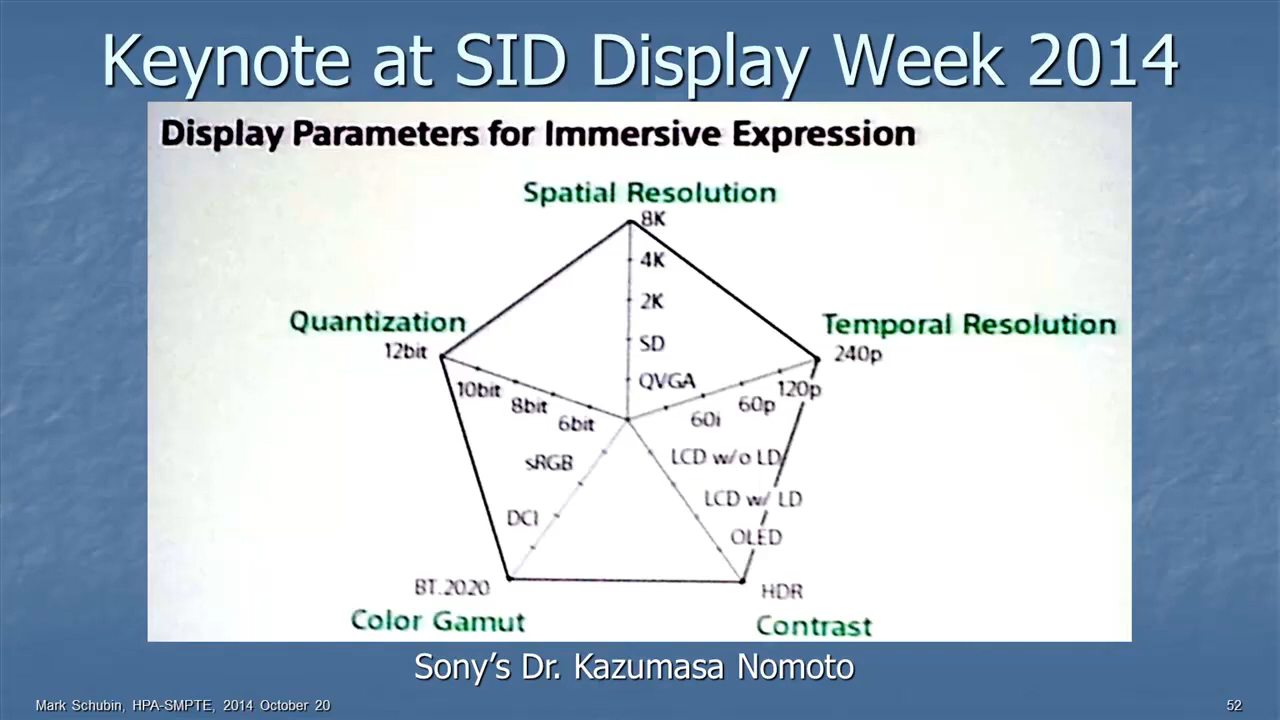 Keynote at SID Display Week 2014
Display Parameters for Immersive Expression
Spatial Resolution
8K
4K
2K
SD
QVGA
Quantization
12bit
10bit
8bit
6bit
Temporal Resolution
240p
120p
60p
60i
sRGB
DCI
BT.2020
Color Gamut
LCD w/o LD
LCD w/ LD
OLED
HDR
Contrast
Sony's Dr. Kazumasa Nomoto
Mark Schubin, HPA-SMPTE, 2014 October 20
52